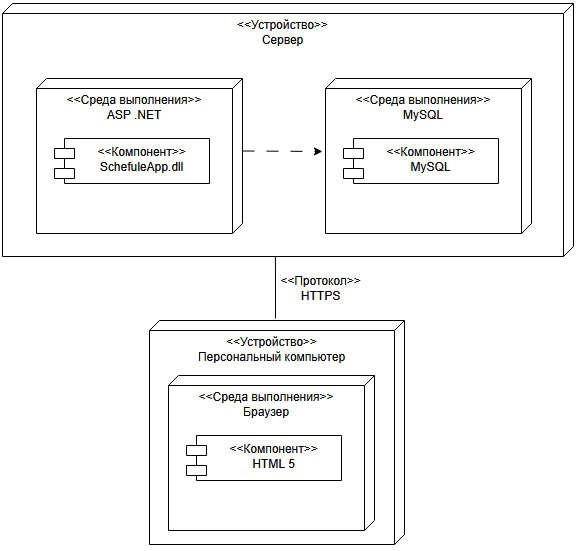 <<Устройство>>
Сервер
<<Среда выполнения>>
ASP .NET
<<Компонент>>
SchefuleApp.dll
<<Среда выполнения>>
MySQL
<<Компонент>>
MySQL
<<Протокол>>
HTTPS
<<Устройство>>
Персональный компьютер
<<Среда выполнения>>
Браузер
<<Компонент>>
HTML 5